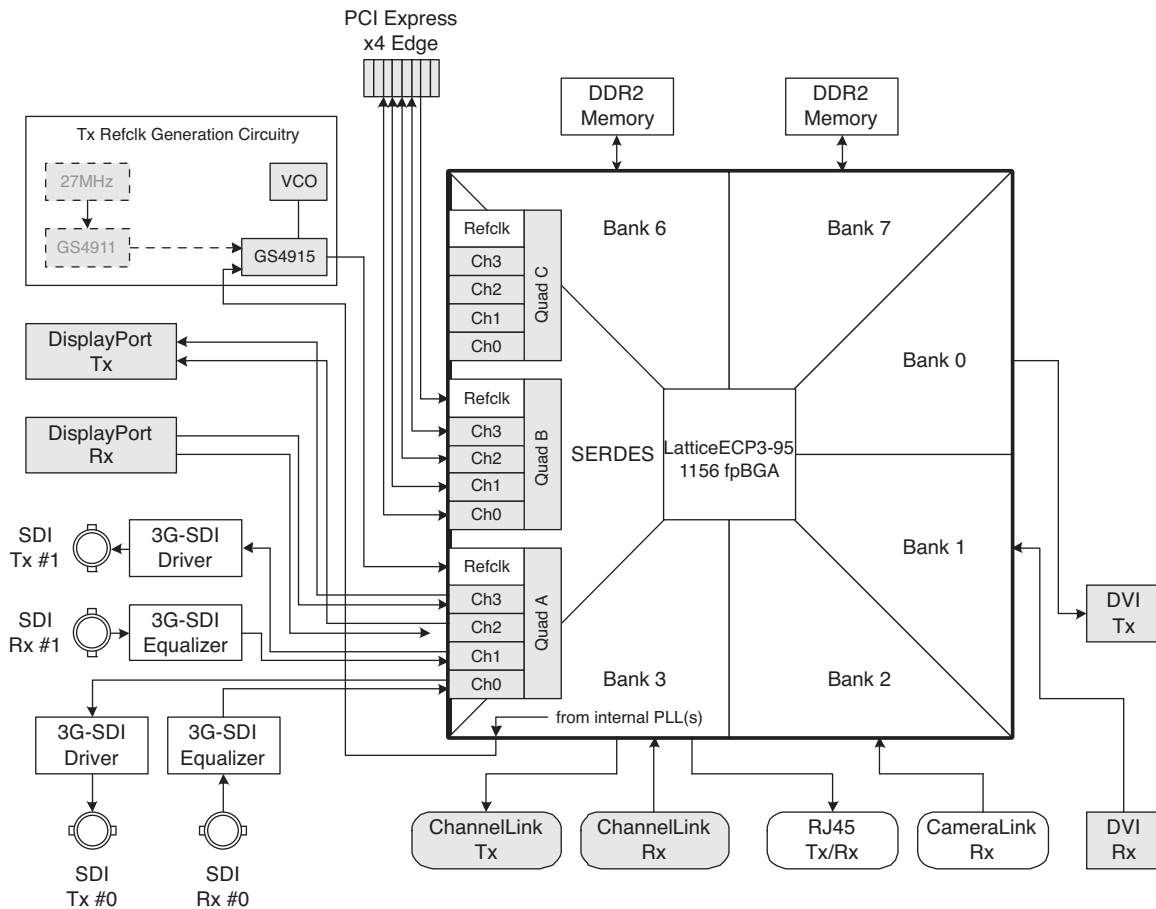 PCI Express
x4 Edge
DDR2
Memory
DDR2
Memory
Tx Refclk Generation Circuitry
27MHz
VCO
GS4911
GS4915
Refclk
Ch3
Ch2
Ch1
Ch0
Quad C
Bank 6
Bank 7
DisplayPort
Tx
Bank 0
Refclk
Ch3
Ch2
Ch1
Ch0
Quad B
DisplayPort
Rx
SERDES
LatticeECP3-95
1156 fpBGA
SDI
Tx #1
3G-SDI
Driver
Bank 1
Refclk
Ch3
Ch2
Ch1
Ch0
Quad A
SDI
Rx #1
3G-SDI
Equalizer
DVI
Tx
Bank 3
Bank 2
from internal PLL(s)
3G-SDI
Driver
3G-SDI
Equalizer
ChannelLink
Tx
ChannelLink
Rx
RJ45
Tx/Rx
CameraLink
Rx
DVI
Rx
SDI
Tx #0
SDI
Rx #0